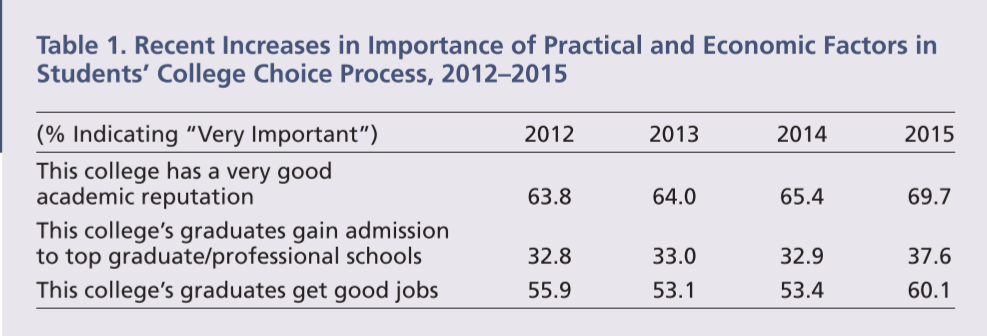 Table 1. Recent Increases in Importance of Practical and Economic Factors in
Students’ College Choice Process, 2012–2015
(% Indicating “Very Important”) 2012 2013 2014 2015
This college has a very good
academic reputation 63.8 64.0 65.4 69.7
This college’s graduates gain admission
to top graduate/professional schools 32.8 33.0 32.9 37.6
This college’s graduates get good jobs 55.9 53.1 53.4 60.1